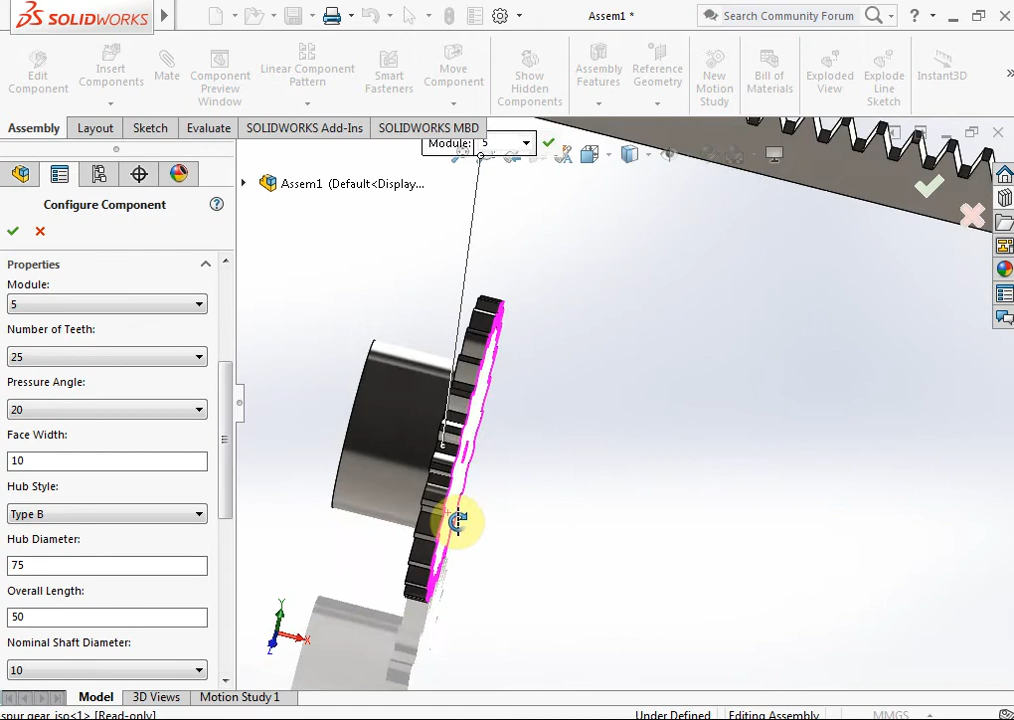 SOLIDWORKS
Assem1 *
Search Community Forum
?
Edit Component
Insert Components
Mate
Component Preview Window
Linear Component Pattern
Smart Fasteners
Move Component
Show Hidden Components
Assembly Features
Reference Geometry
New Motion Study
Bill of Materials
Exploded View
Explode Line Sketch
Instant3D
Assembly
Layout
Sketch
Evaluate
SOLIDWORKS Add-Ins
SOLIDWORKS MBD
Module: 5
Assem1 (Default<Display...
Configure Component
Properties
Module:
5
Number of Teeth:
25
Pressure Angle:
20
Face Width:
10
Hub Style:
Type B
Hub Diameter:
75
Overall Length:
50
Nominal Shaft Diameter:
10
Y
X
Z
Model
3D Views
Motion Study 1
spur gear_iso<1> [Read-only]
Under Defined
Editing Assembly
MMGS